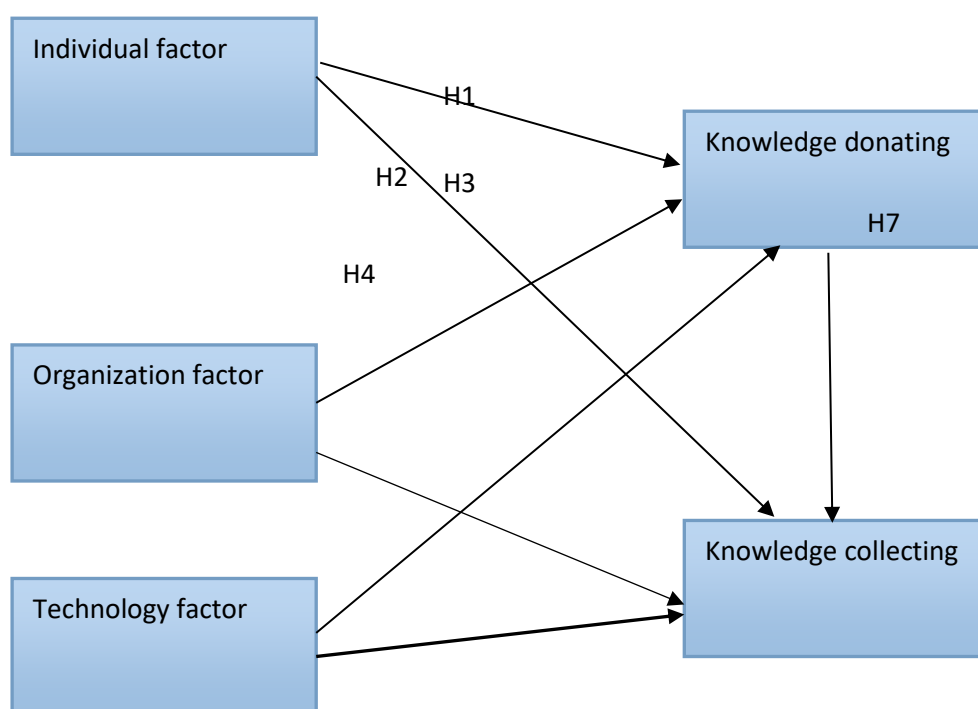 Individual factor
H1
Knowledge donating
H2
H3
H7
H4
Organization factor
Knowledge collecting
Technology factor